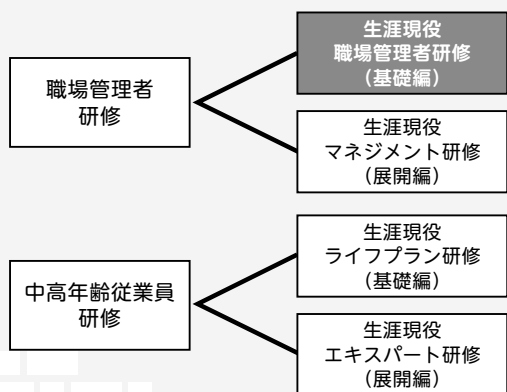 職場管理者
研修
生涯現役
職場管理者研修
（基礎編）
生涯現役
マネジメント研修
（展開編）
中高年齢従業員
研修
生涯現役
ライフプラン研修
（基礎編）
生涯現役
エキスパート研修
（展開編）